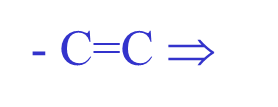 - C=C ⇒